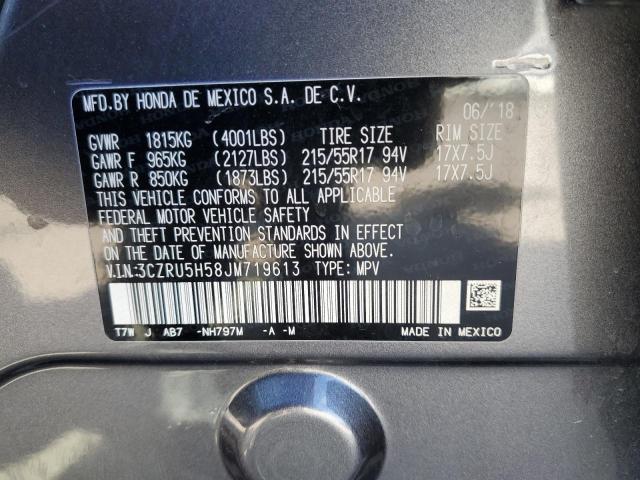 MFD.BY HONDA DE MEXICO S.A. DE C.V.
06/'18
GVWR 1815KG (4001LBS) TIRE SIZE RIM SIZE
GAWR F 965KG (2127LBS) 215/55R17 94V 17X7.5J
GAWR R 850KG (1873LBS) 215/55R17 94V 17X7.5J
THIS VEHICLE CONFORMS TO ALL APPLICABLE
FEDERAL MOTOR VEHICLE SAFETY
AND THEFT PREVENTION STANDARDS IN EFFECT
ON THE DATE OF MANUFACTURE SHOWN ABOVE.
V.IN:3CZRU5H58JM719613 TYPE: MPV
T7W J AB7 -NH797M -A -M
MADE IN MEXICO